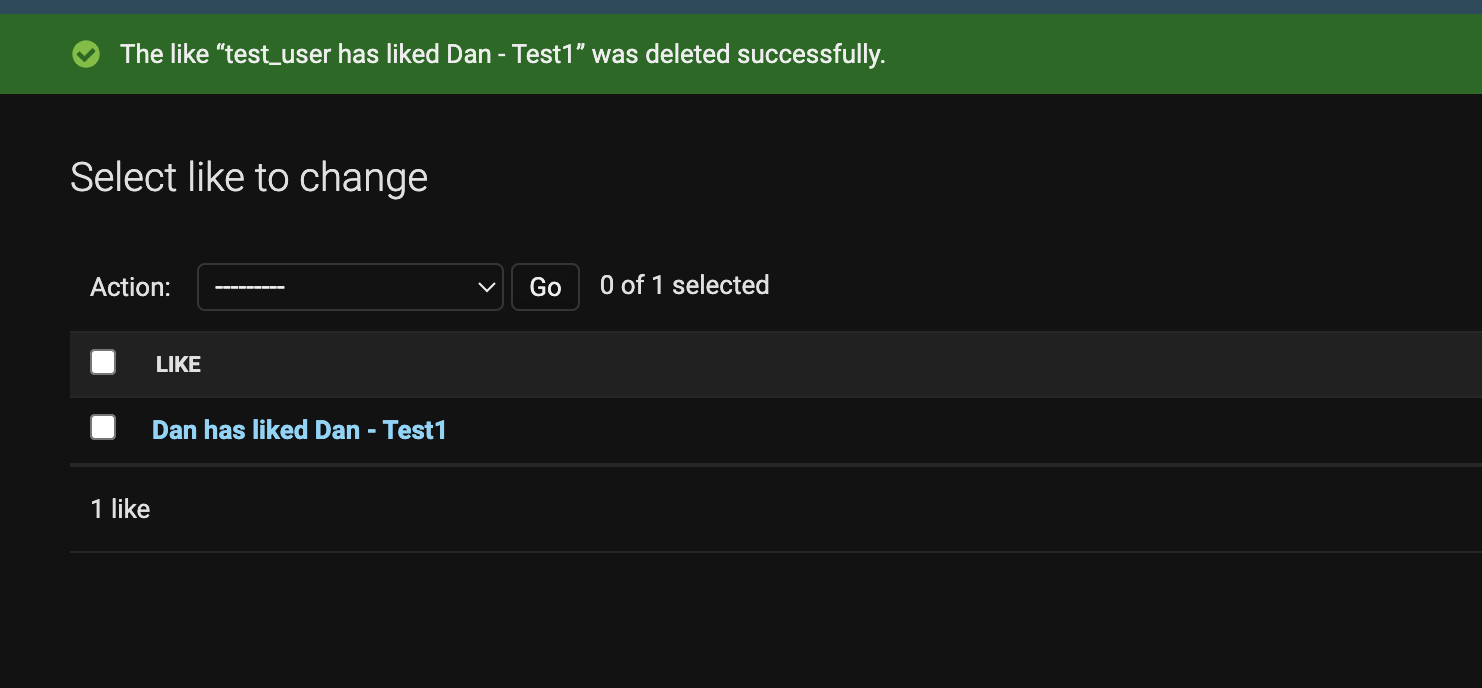 The like “test_user has liked Dan - Test1” was deleted successfully.
Select like to change
Action: --------- Go 0 of 1 selected
LIKE
Dan has liked Dan - Test1
1 like